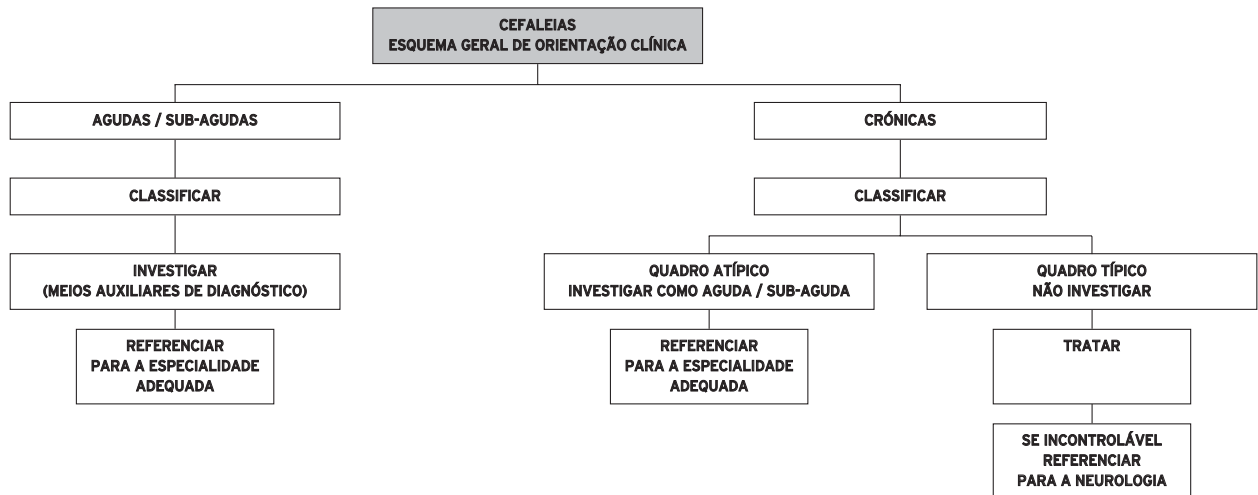 CEFALEIAS
ESQUEMA GERAL DE ORIENTAÇÃO CLÍNICA
AGUDAS / SUB-AGUDAS
CRÓNICAS
CLASSIFICAR
CLASSIFICAR
INVESTIGAR
(MEIOS AUXILIARES DE DIAGNÓSTICO)
QUADRO ATÍPICO
INVESTIGAR COMO AGUDA / SUB-AGUDA
QUADRO TÍPICO
NÃO INVESTIGAR
REFERENCIAR
PARA A ESPECIALIDADE
ADEQUADA
REFERENCIAR
PARA A ESPECIALIDADE
ADEQUADA
TRATAR
SE INCONTROLÁVEL
REFERENCIAR
PARA A NEUROLOGIA